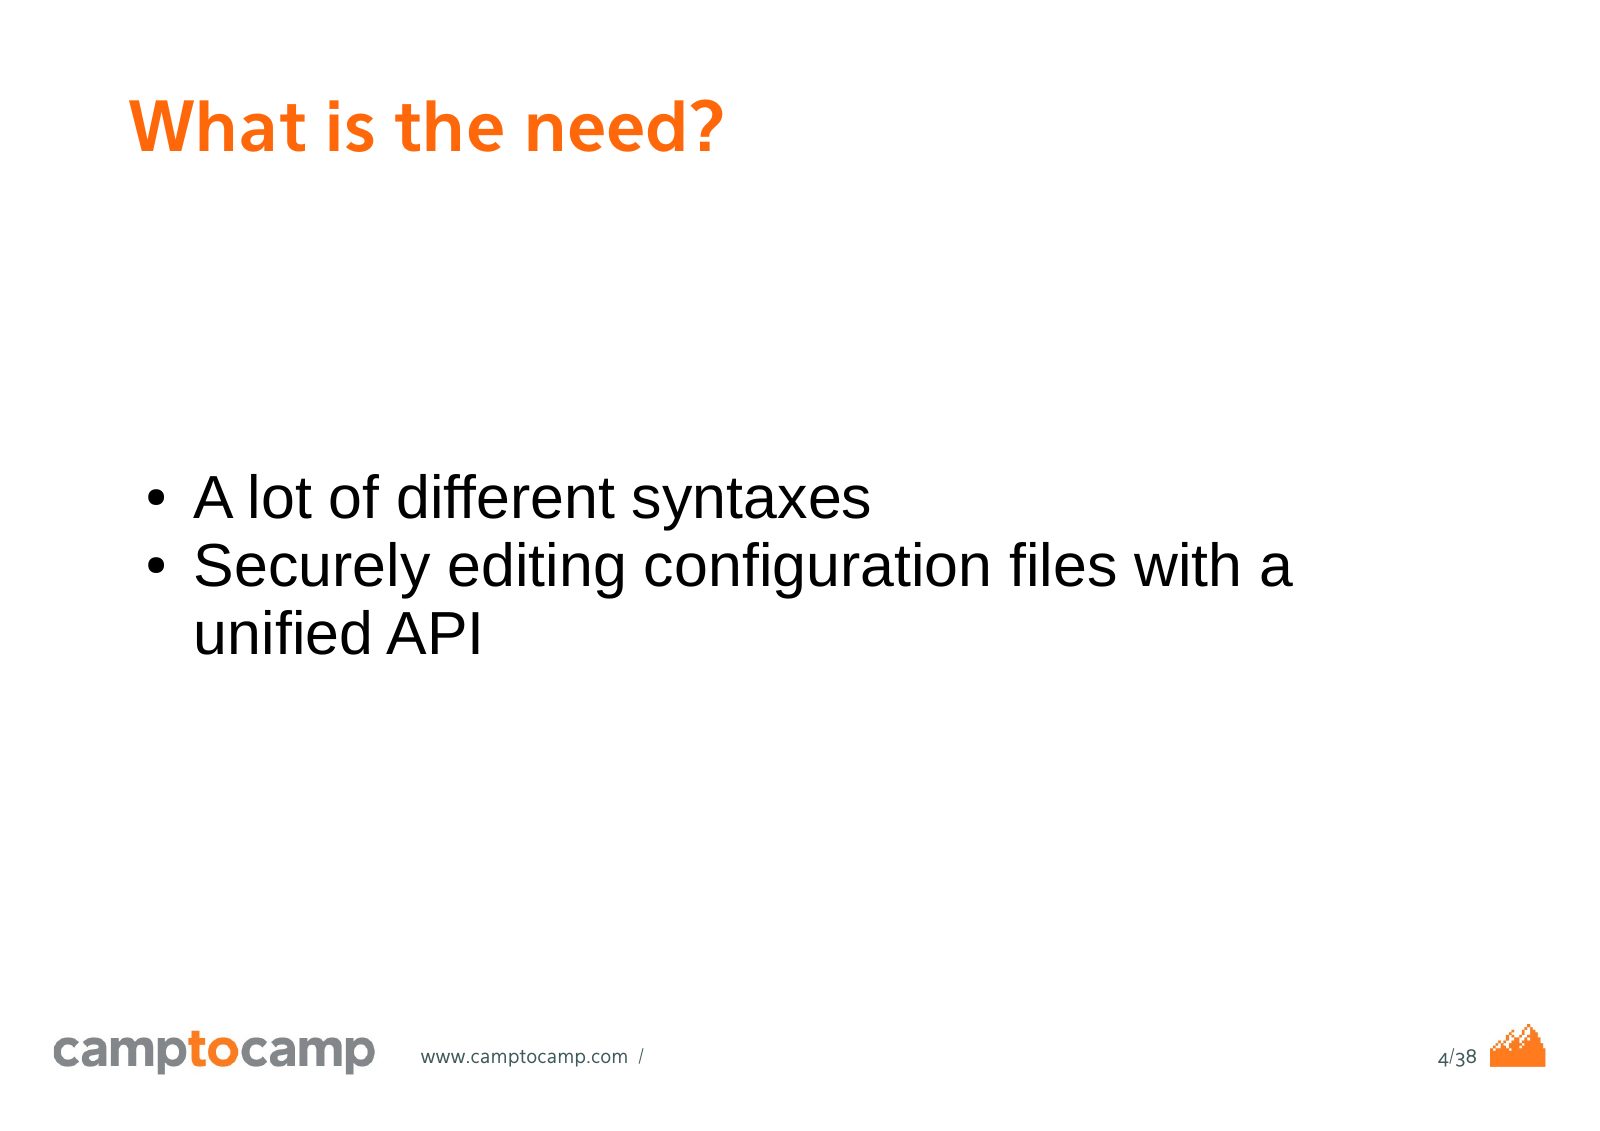 What is the need?
• A lot of different syntaxes
• Securely editing configuration files with a
unified API
camptocamp
www.camptocamp.com /
4/38